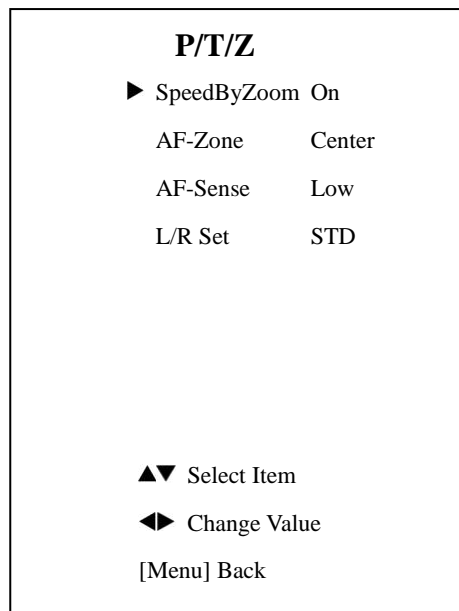 P/T/Z
▶ SpeedByZoom On
AF-Zone Center
AF-Sense Low
L/R Set STD
▲▼ Select Item
◀▶ Change Value
[Menu] Back